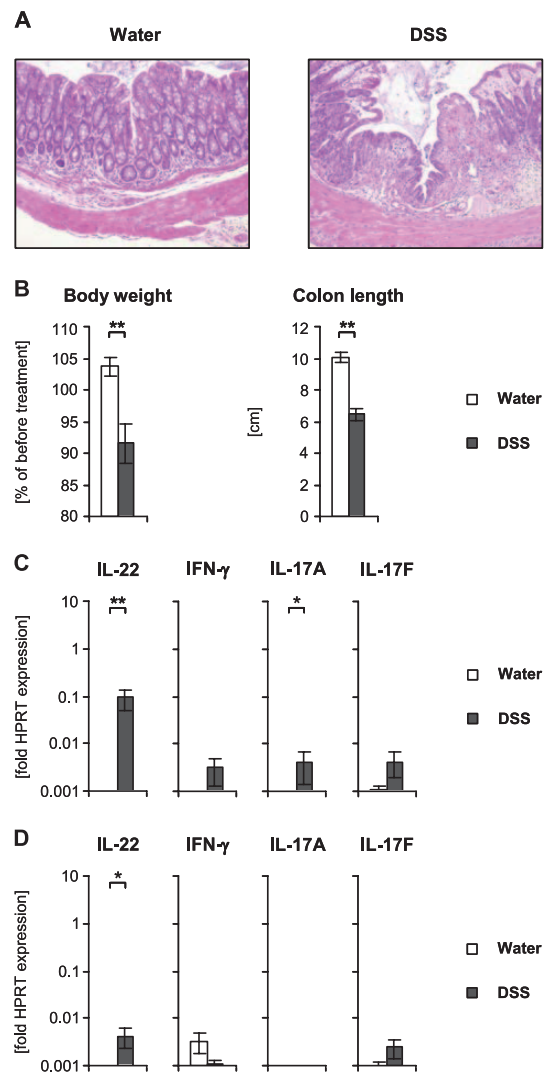 A
Water
DSS
B
Body weight
Colon length
[% of before treatment]
110
105
100
95
90
85
80
**
[cm]
12
10
8
6
4
2
0
**
Water
DSS
C
IL-22
IFN-γ
IL-17A
IL-17F
[fold HPRT expression]
10
1
0.1
0.01
0.001
**
*
Water
DSS
D
IL-22
IFN-γ
IL-17A
IL-17F
[fold HPRT expression]
10
1
0.1
0.01
0.001
*
Water
DSS